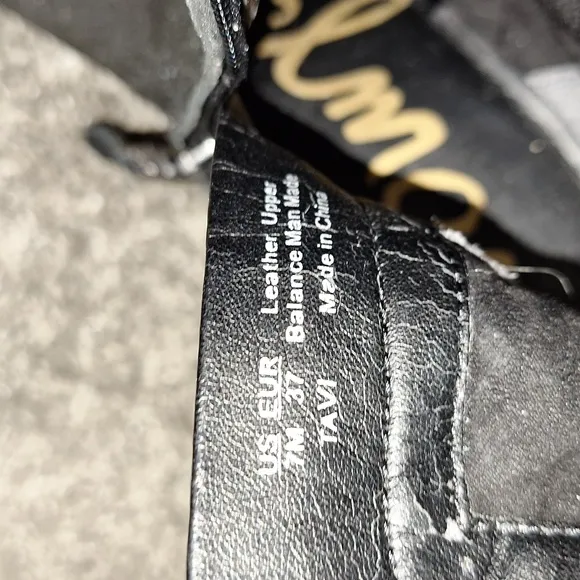 US EUR Leather Upper
7M 37 Balance Man Made
TAVI Made in China